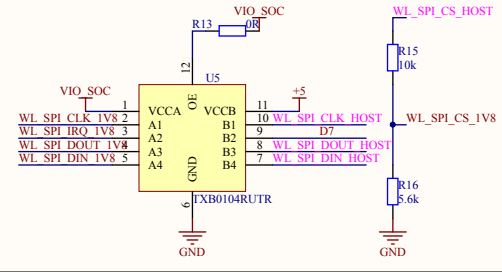 WL_SPI_CS_HOST
VIO_SOC
R13
0R
R15
10k
12
U5
VIO_SOC
+5
OE
1
VCCA
VCCB
11
WL_SPI_CLK_1V8
2
A1
B1
10
WL_SPI_CLK_HOST
WL_SPI_CS_1V8
WL_SPI_IRQ_1V8
3
A2
B2
9
D7
WL_SPI_DOUT_1V8
4
A3
B3
8
WL_SPI_DOUT_HOST
WL_SPI_DIN_1V8
5
A4
B4
7
WL_SPI_DIN_HOST
GND
R16
5.6k
6
TXB0104RUTR
GND
GND